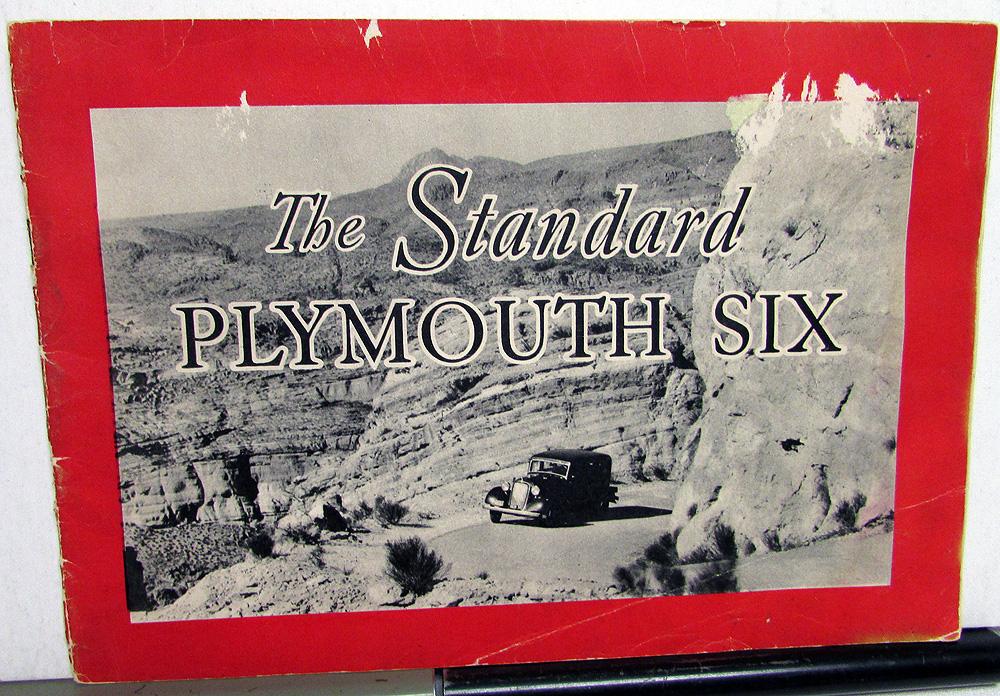 The Standard
PLYMOUTH SIX